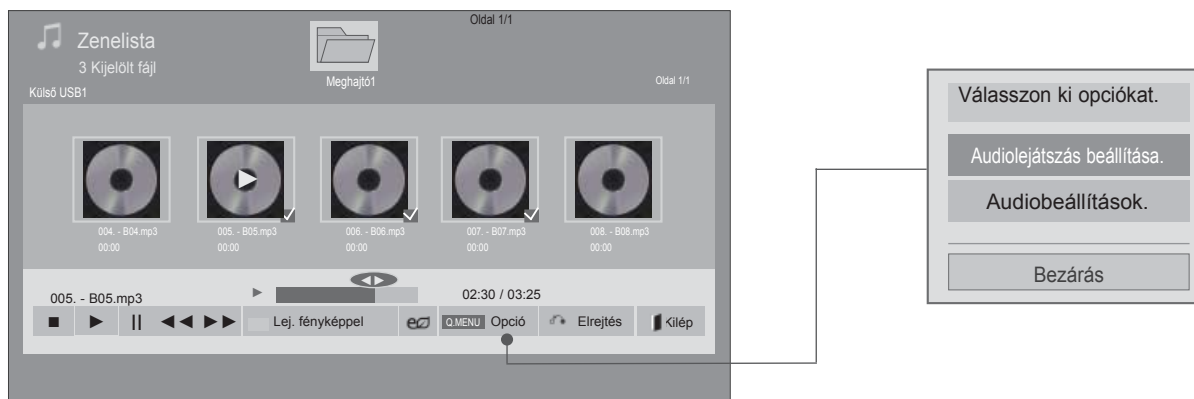 Oldal 1/1
Zenelista
3 Kijelölt fájl
Meghajtó1
Oldal 1/1
Külső USB1
004. - B04.mp3
00:00
005. - B05.mp3
00:00
006. - B06.mp3
00:00
007. - B07.mp3
00:00
008. - B08.mp3
00:00
005. - B05.mp3
02:30 / 03:25
Lej. fényképpel
Q.MENU Opció
Elrejtés
Kilép
Válasszon ki opciókat.
Audiolejátszás beállítása.
Audiobeállítások.
Bezárás